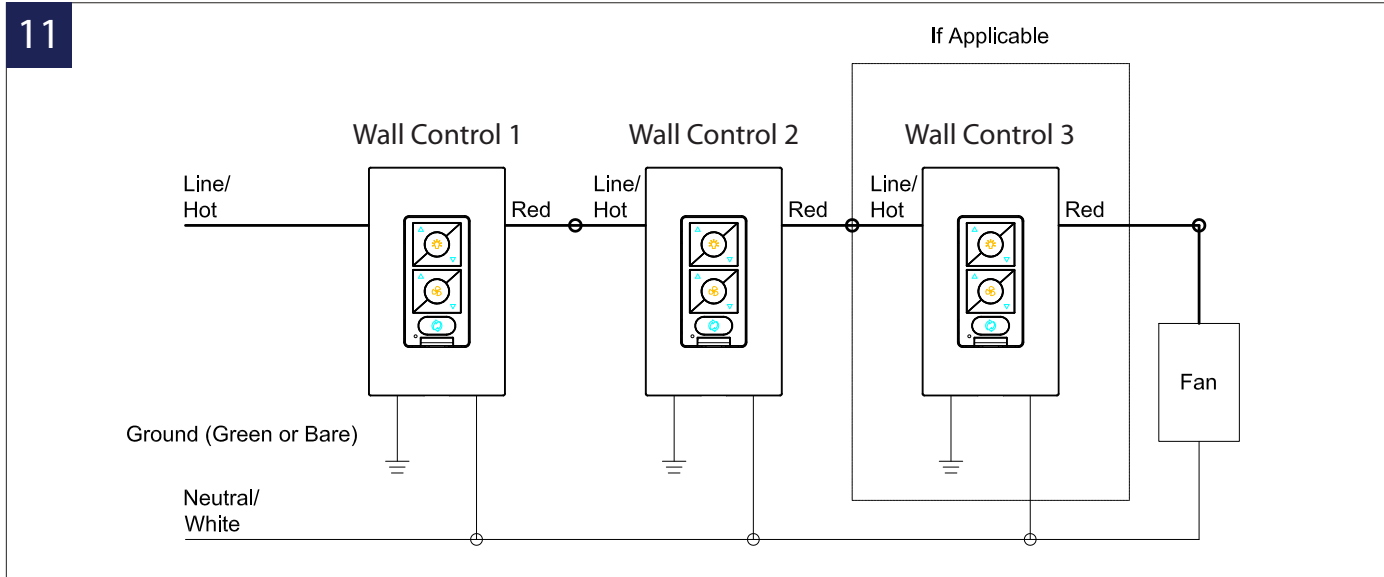 11
If Applicable
Wall Control 1
Wall Control 2
Wall Control 3
Line/
Hot
Red
Line/
Hot
Red
Line/
Hot
Red
Fan
Ground (Green or Bare)
Neutral/
White